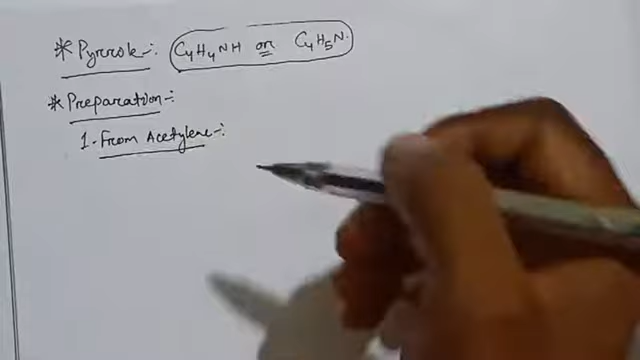 * Pyrrole -: C4H4NH or C4H5N.
* Preparation -:
1. From Acetylene -: